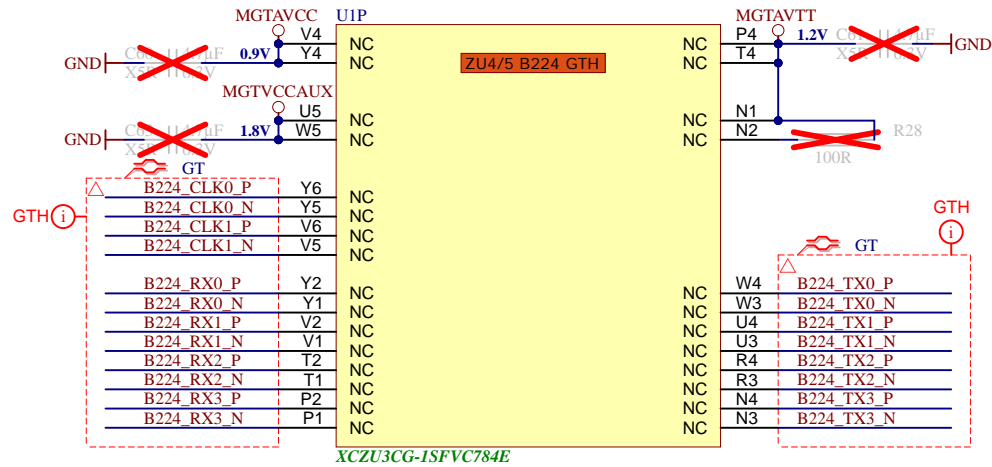 MGTAVCC
U1P
MGTAVTT
V4
NC
NC
P4
1.2V
GND
0.9V
Y4
NC
ZU4/5 B224 GTH
NC
T4
GND
MGTVCCAUX
U5
NC
NC
N1
GND
1.8V
W5
NC
NC
N2
R28
100R
GT
B224_CLK0_P
Y6
NC
GTH
i
B224_CLK0_N
Y5
NC
B224_CLK1_P
V6
NC
B224_CLK1_N
V5
NC
GTH
i
GT
B224_RX0_P
Y2
NC
NC
W4
B224_TX0_P
B224_RX0_N
Y1
NC
NC
W3
B224_TX0_N
B224_RX1_P
V2
NC
NC
U4
B224_TX1_P
B224_RX1_N
V1
NC
NC
U3
B224_TX1_N
B224_RX2_P
T2
NC
NC
R4
B224_TX2_P
B224_RX2_N
T1
NC
NC
R3
B224_TX2_N
B224_RX3_P
P2
NC
NC
N4
B224_TX3_P
B224_RX3_N
P1
NC
NC
N3
B224_TX3_N
XCZU3CG-1SFVC784E